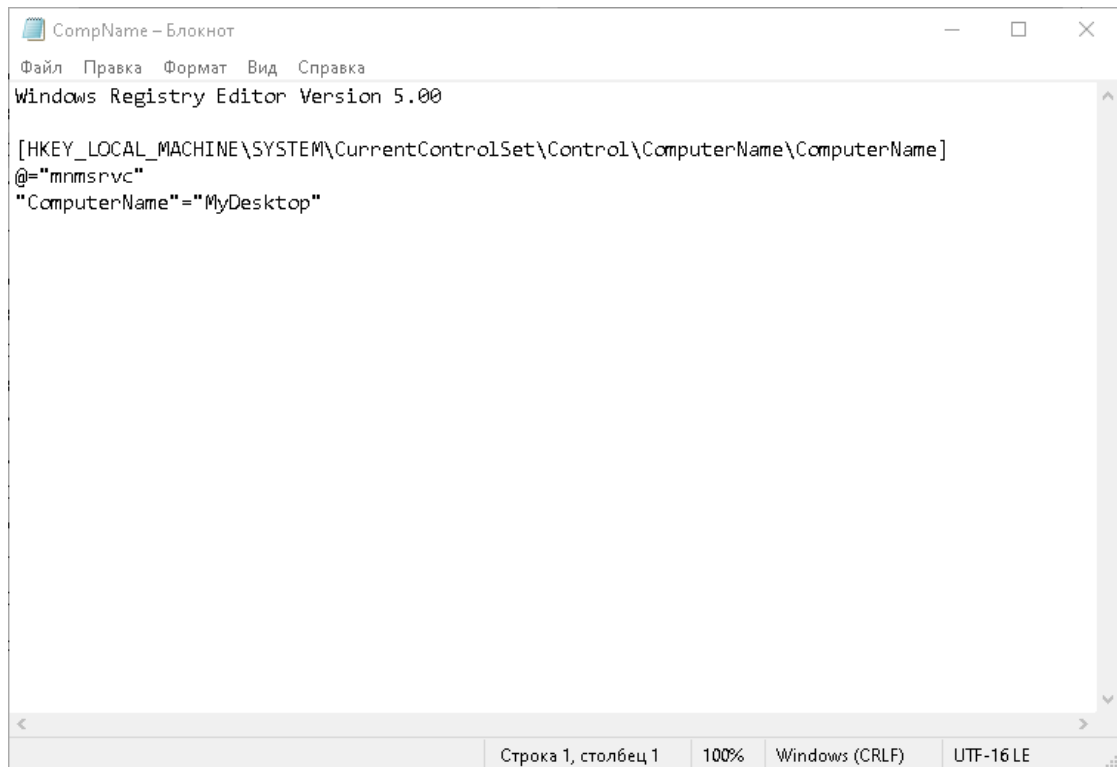 CompName – Блокнот
Файл Правка Формат Вид Справка
Windows Registry Editor Version 5.00
[HKEY_LOCAL_MACHINE\SYSTEM\CurrentControlSet\Control\ComputerName\ComputerName]
@="mnmsrvc"
"ComputerName"="MyDesktop"
Строка 1, столбец 1 100% Windows (CRLF) UTF-16 LE